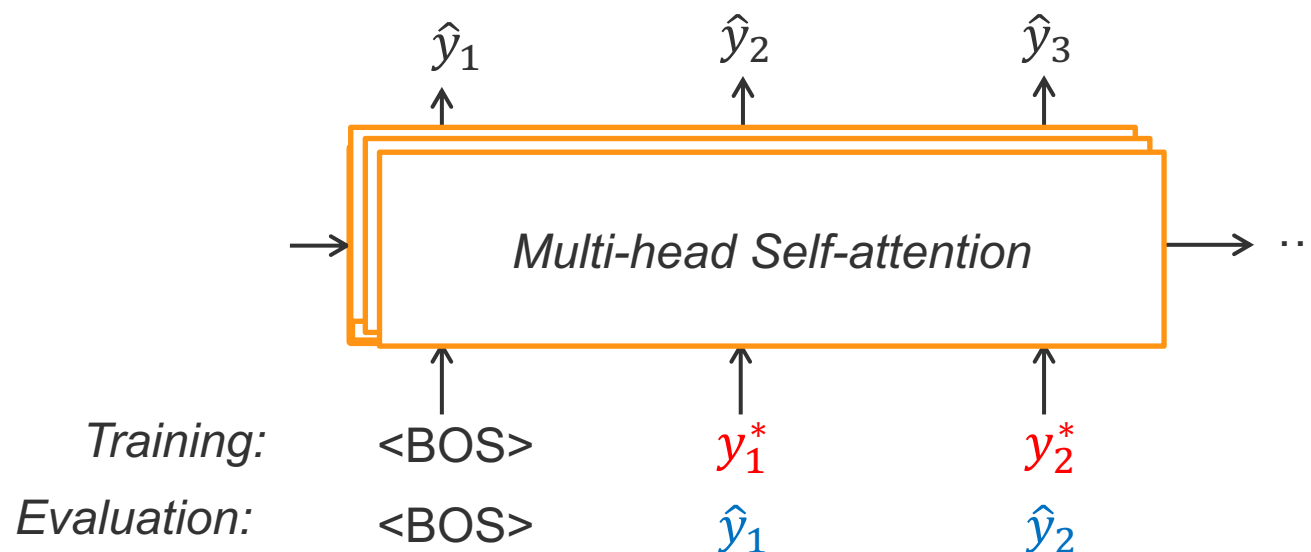 ŷ₁ ŷ₂ ŷ₃
Multi-head Self-attention ..
Training: <BOS> y₁* y₂*
Evaluation: <BOS> ŷ₁ ŷ₂